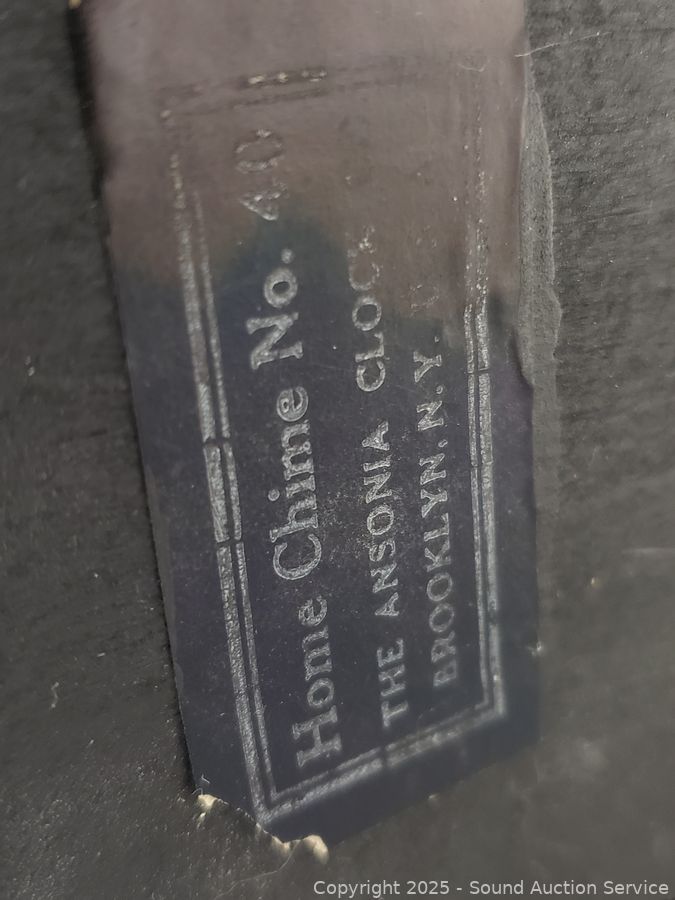 Home Chime No. 40
THE ANSONIA CLOCK
BROOKLYN. N.Y.
Copyright 2025 - Sound Auction Service